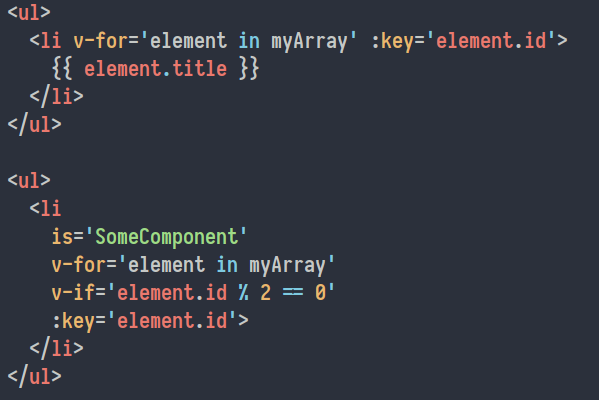 <ul>
  <li v-for='element in myArray' :key='element.id'>
    {{ element.title }}
  </li>
</ul>

<ul>
  <li
    is='SomeComponent'
    v-for='element in myArray'
    v-if='element.id % 2 == 0'
    :key='element.id'>
  </li>
</ul>